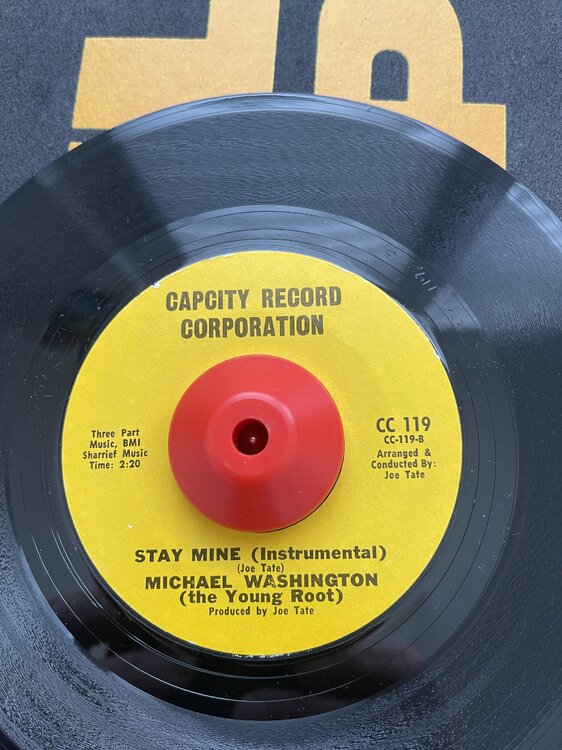 CAPCITY RECORD
CORPORATION
Three Part
Music, BMI
Sharrief Music
Time: 2:20
CC 119
CC-119-B
Arranged &
Conducted By:
Joe Tate
STAY MINE (Instrumental)
(Joe Tate)
MICHAEL WASHINGTON
(the Young Root)
Produced by Joe Tate